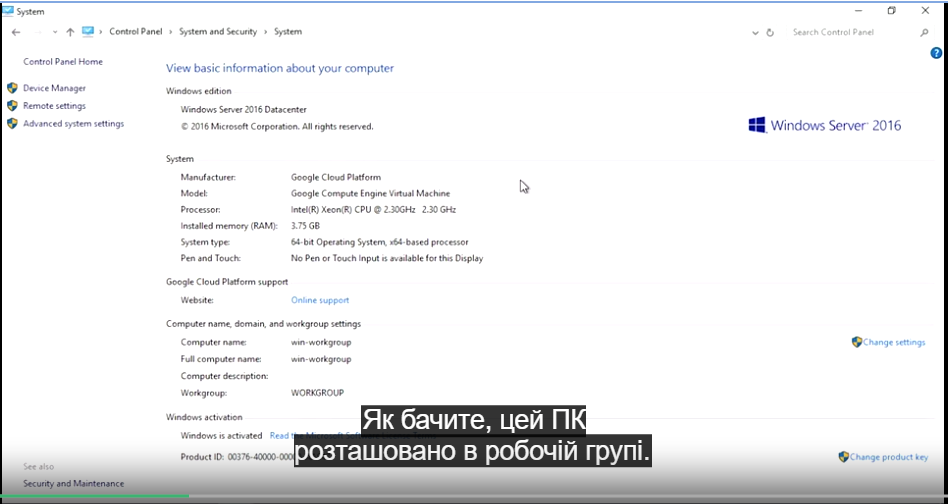 System
Control Panel > System and Security > System
Search Control Panel
Control Panel Home
Device Manager
Remote settings
Advanced system settings
View basic information about your computer
Windows edition
Windows Server 2016 Datacenter
© 2016 Microsoft Corporation. All rights reserved.
Windows Server 2016
System
Manufacturer: Google Cloud Platform
Model: Google Compute Engine Virtual Machine
Processor: Intel(R) Xeon(R) CPU @ 2.30GHz 2.30 GHz
Installed memory (RAM): 3.75 GB
System type: 64-bit Operating System, x64-based processor
Pen and Touch: No Pen or Touch Input is available for this Display
Google Cloud Platform support
Website: Online support
Computer name, domain, and workgroup settings
Computer name: win-workgroup
Change settings
Full computer name: win-workgroup
Computer description:
Workgroup: WORKGROUP
Windows activation
Windows is activated Read the
Product ID: 00376-40000-000
Change product key
Як бачите, цей ПК
розташовано в робочій групі.
See also
Security and Maintenance